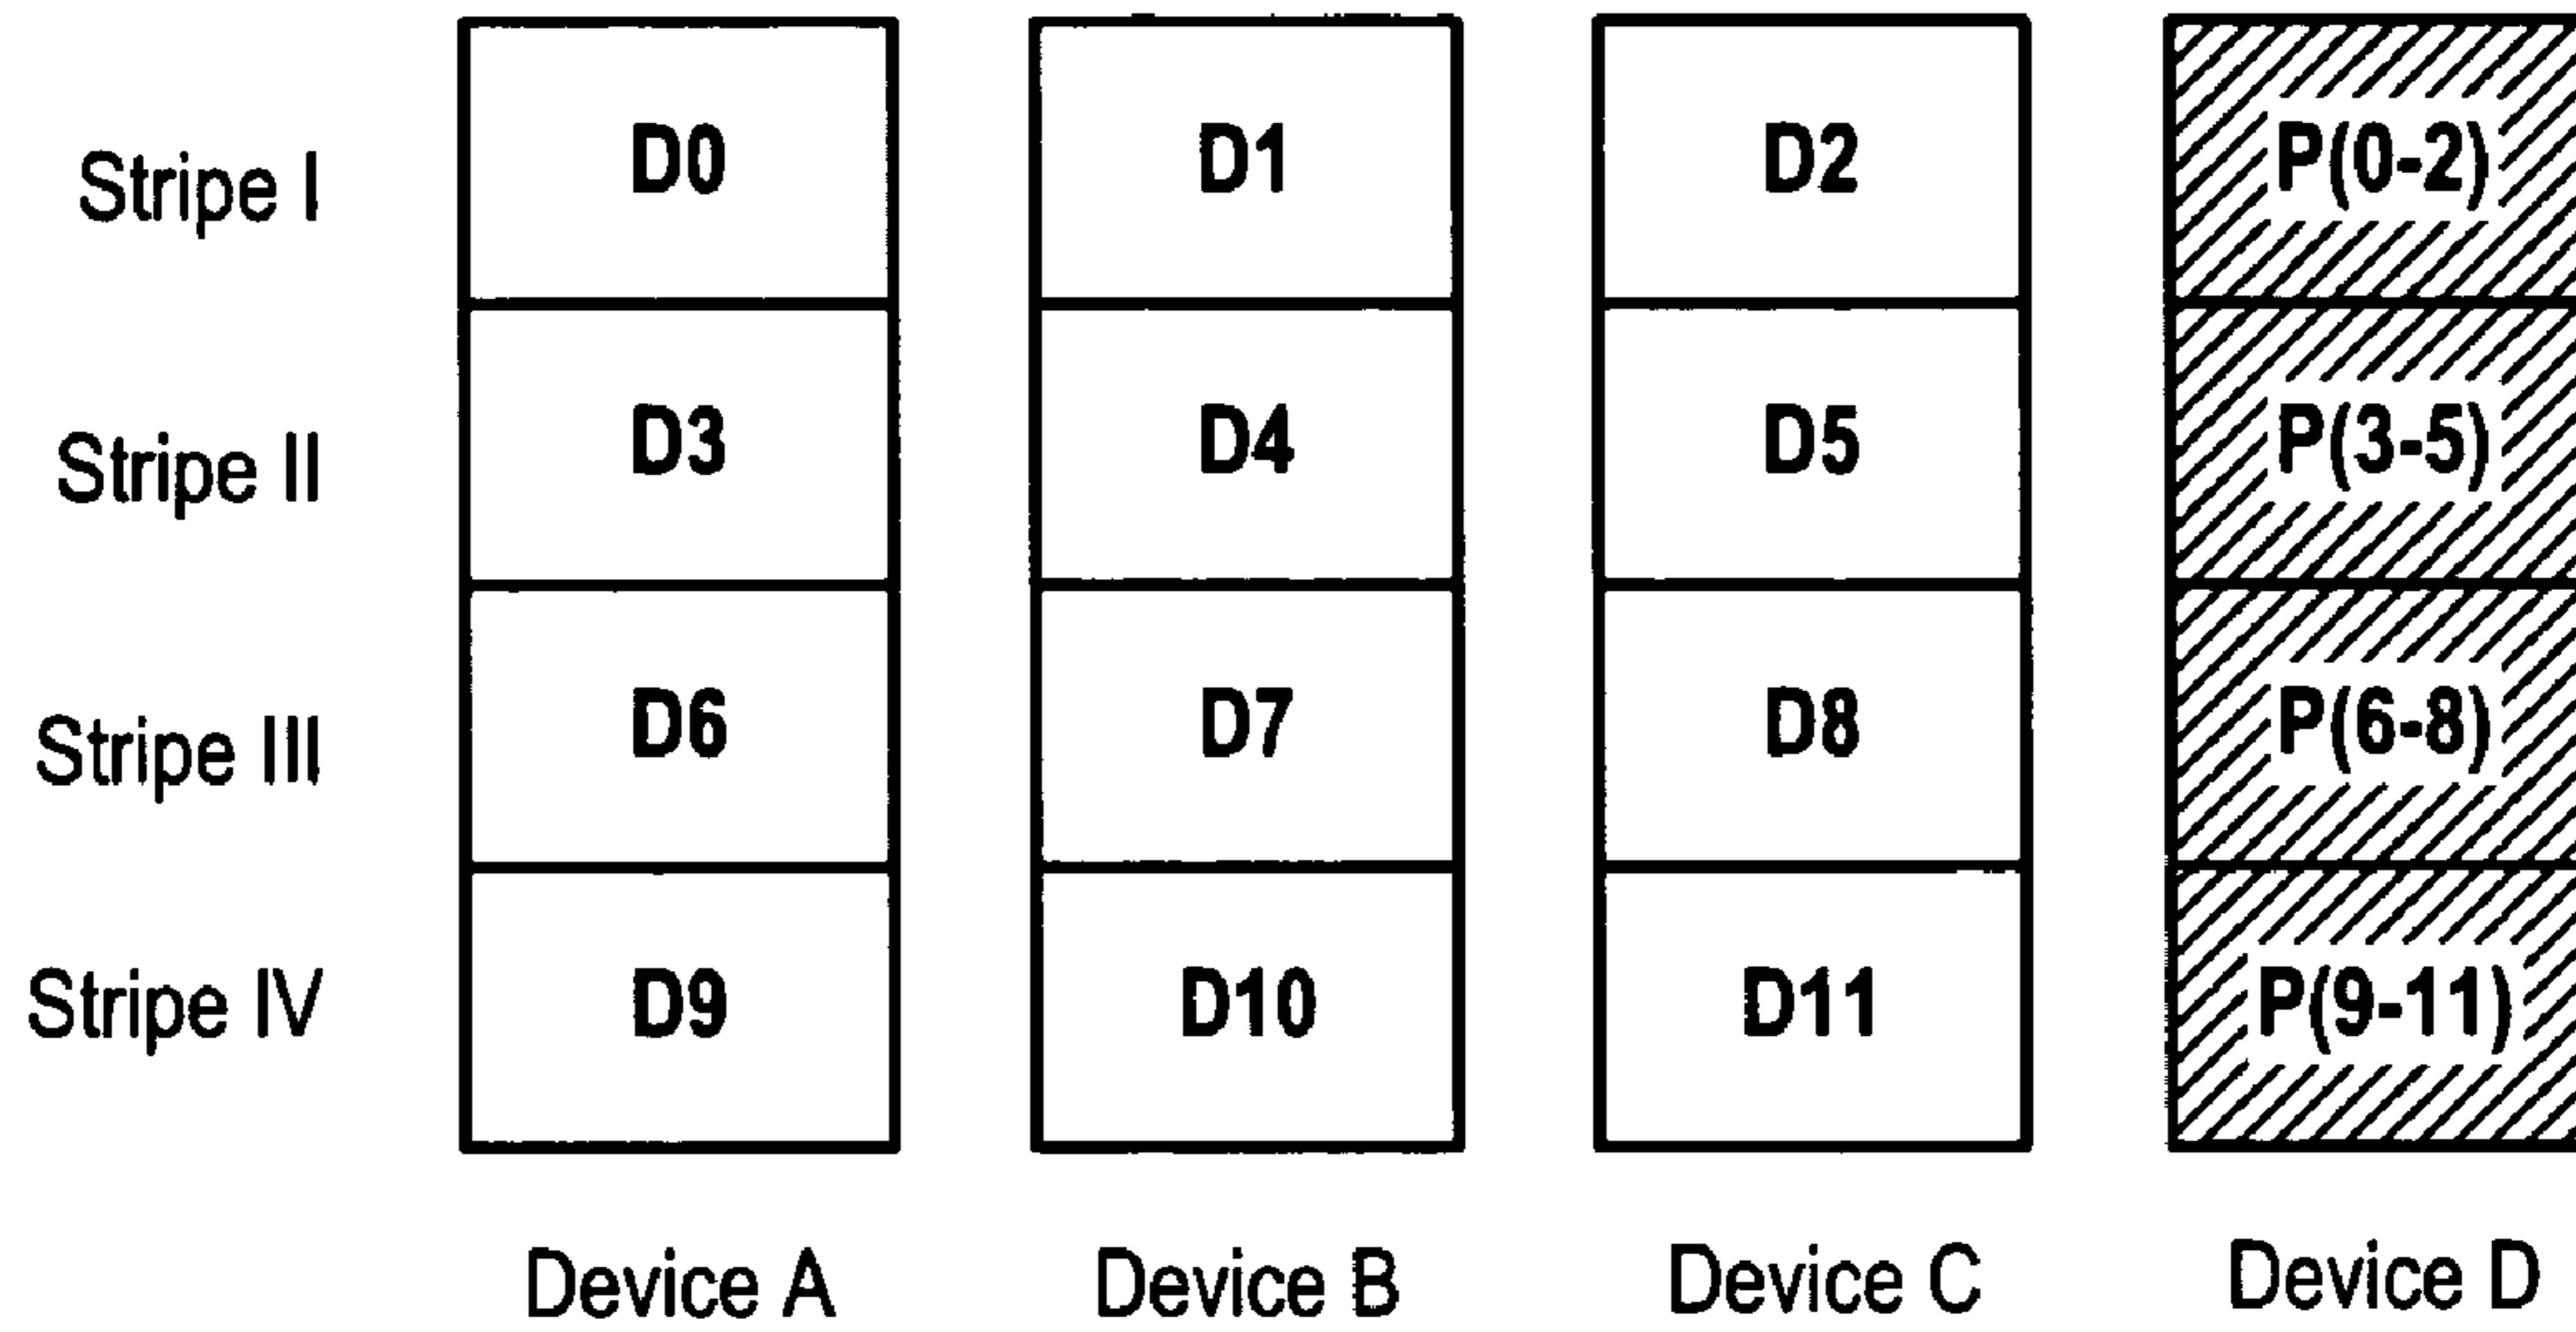 Stripe I D0 D1 D2 P(0-2)
Stripe II D3 D4 D5 P(3-5)
Stripe III D6 D7 D8 P(6-8)
Stripe IV D9 D10 D11 P(9-11)
Device A Device B Device C Device D